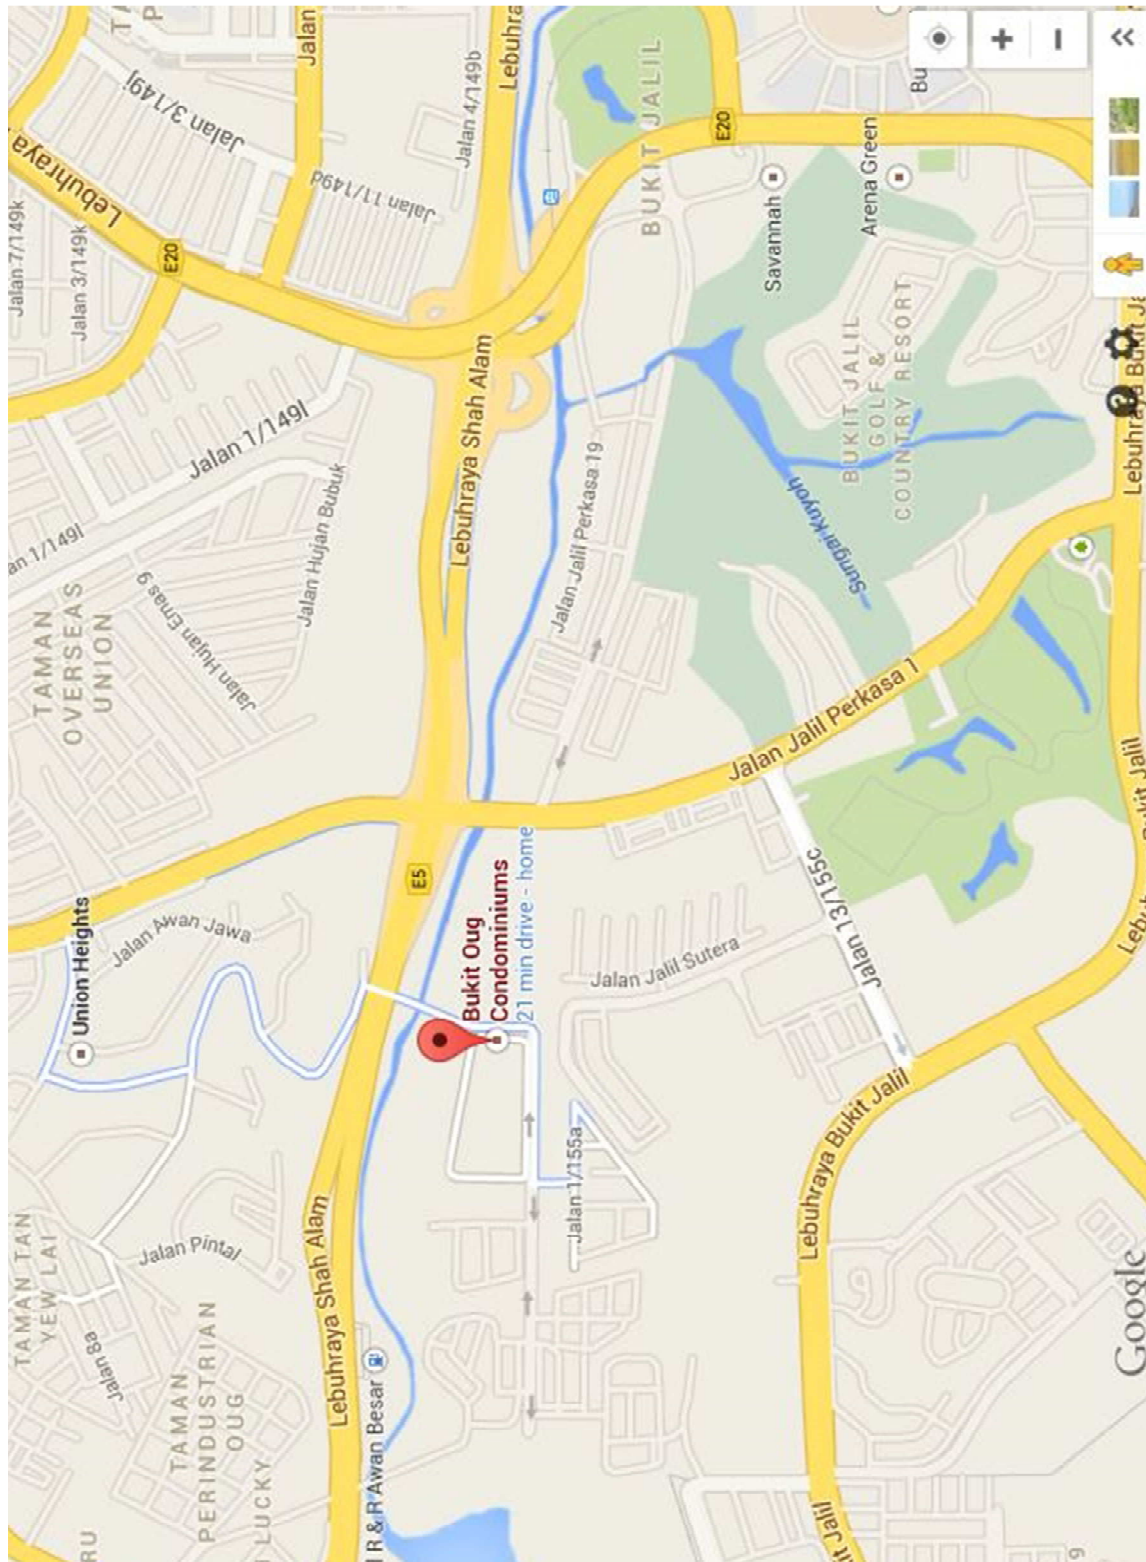 Jalan 7/149k
Jalan 3/149k
Lebuhraya
E20
Jalan 3/149j
Jalan
Jalan 11/149d
Jalan 4/149b
Lebuhra
BUKIT JALIL
E20
Savannah
Arena Green
Bu
an 1/149l
Jalan 1/149l
TAMAN
OVERSEAS
UNION
Jalan Hujan Emas 9
Jalan Hujan Bubuk
Lebuhraya Shah Alam
Jalan Jalil Perkasa 19
Sungai Kuyoh
BUKIT JALIL
GOLF &
COUNTRY RESORT
Jalan Jalil Perkasa 1
Union Heights
Jalan Awan Jawa
E5
Bukit Oug
Condominiums
21 min drive - home
Jalan Jalil Sutera
Jalan 13/155c
Jalan 1/155a
Lebuhraya Bukit Jalil
TAMAN TAN
YEW LAI
Jalan Pintal
Jalan 8a
Lebuhraya Shah Alam
TAMAN
PERINDUSTRIAN
OUG
LUCKY
RU
R & R Awan Besar
it Jalil
Google